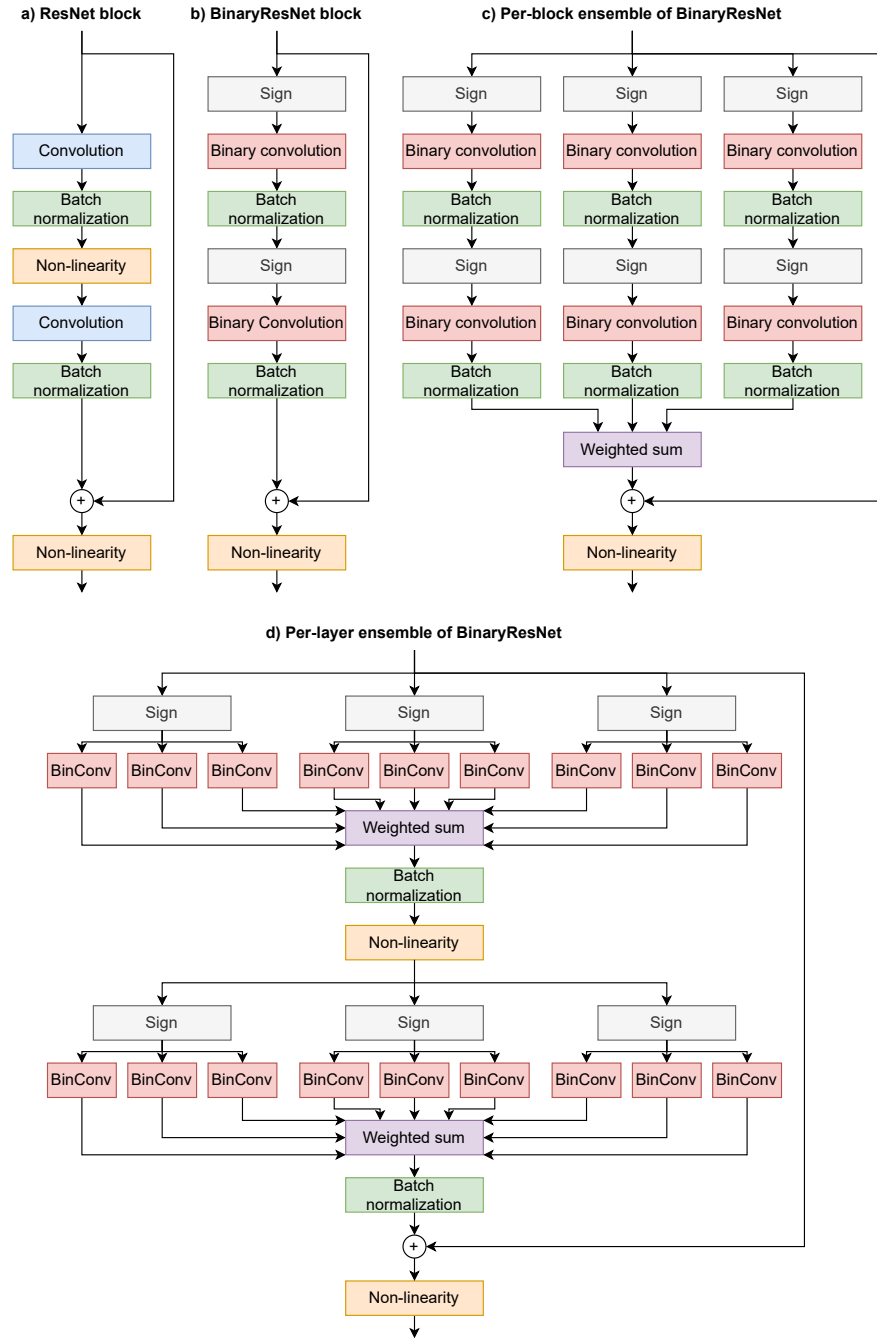 a) ResNet block
Convolution
Batch
normalization
Non-linearity
Convolution
Batch
normalization
+
Non-linearity
b) BinaryResNet block
Sign
Binary convolution
Batch
normalization
Sign
Binary Convolution
Batch
normalization
+
Non-linearity
c) Per-block ensemble of BinaryResNet
Sign Sign Sign
Binary convolution Binary convolution Binary convolution
Batch Batch Batch
normalization normalization normalization
Sign Sign Sign
Binary convolution Binary convolution Binary convolution
Batch Batch Batch
normalization normalization normalization
Weighted sum
+
Non-linearity
d) Per-layer ensemble of BinaryResNet
Sign Sign Sign
BinConv BinConv BinConv BinConv BinConv BinConv BinConv BinConv BinConv
Weighted sum
Batch
normalization
Non-linearity
Sign Sign Sign
BinConv BinConv BinConv BinConv BinConv BinConv BinConv BinConv BinConv
Weighted sum
Batch
normalization
+
Non-linearity